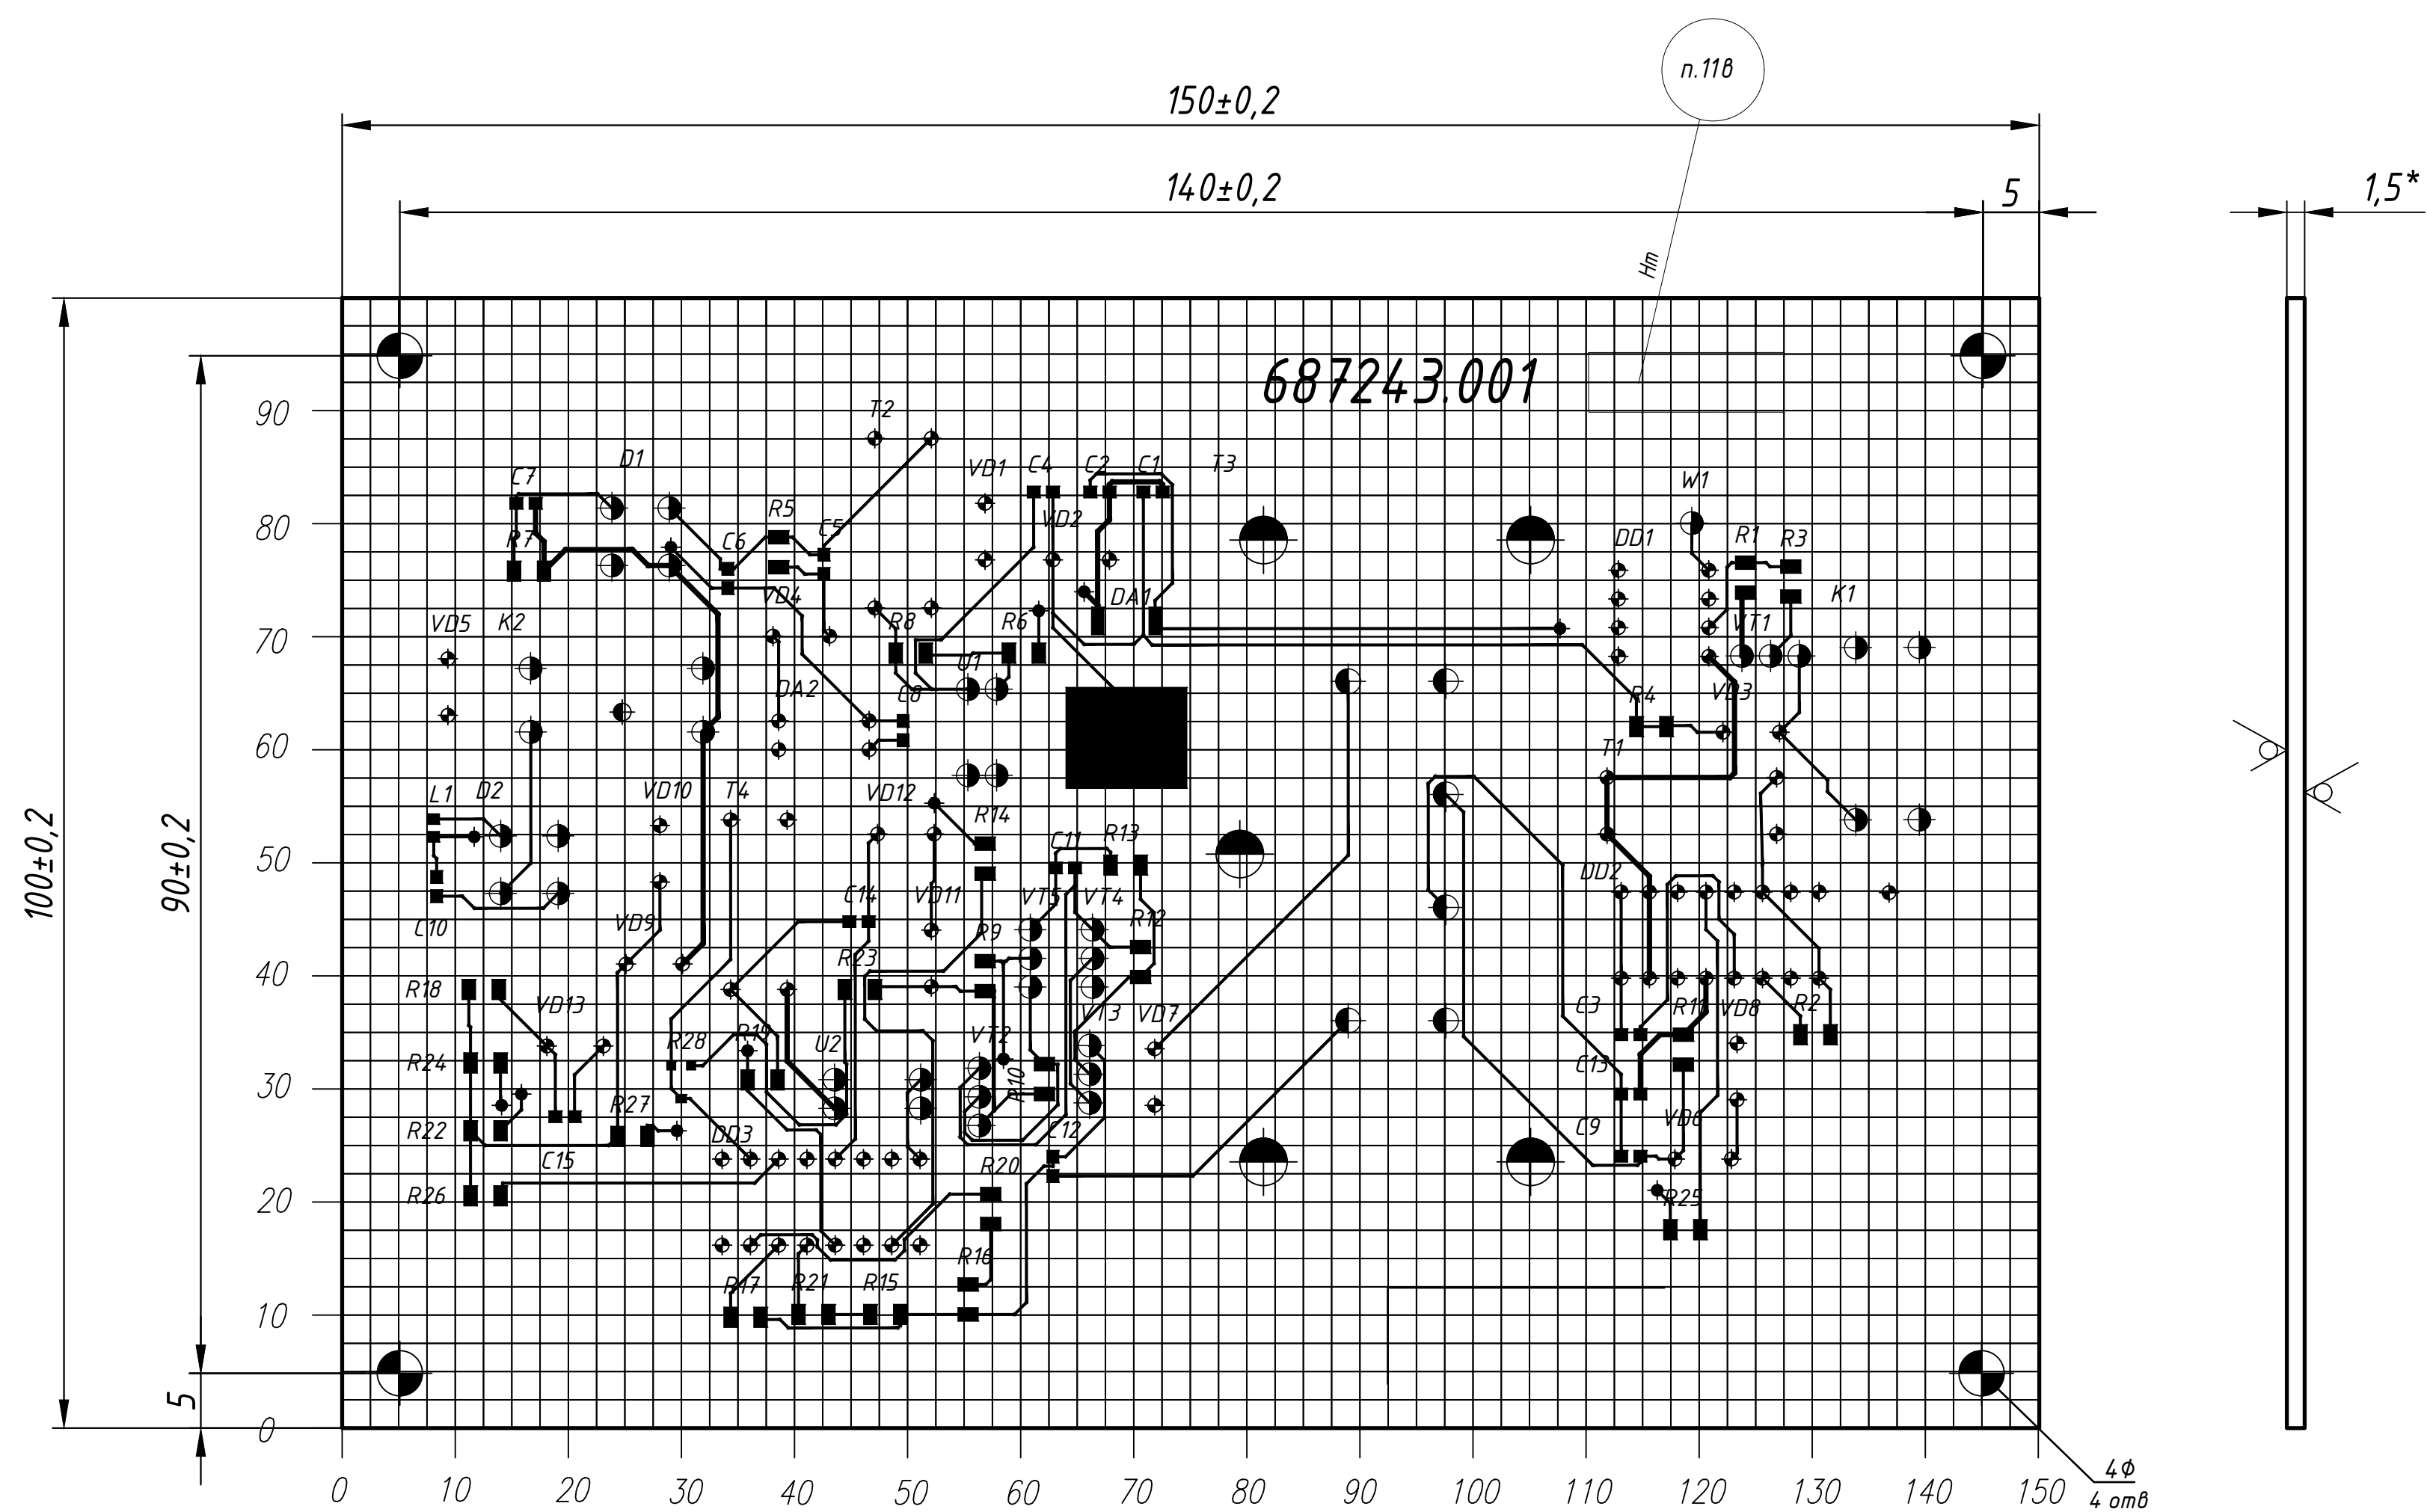 п.11в
150±0,2
140±0,2
5
1,5*
Нт
687243.001
90
T2
D1
VD1
C4
C2
C1
T3
C7
W1
80
R5
C5
VD2
R7
C6
DD1
R1
R3
VD4
DA1
K1
VD5
K2
70
R8
R6
VT1
U1
DA2
C8
R4
VD3
60
T1
L1
D2
VD10
T4
VD12
R14
100±0,2
90±0,2
50
C11
R13
DD2
C14
VD11
VT5
VT4
C10
VD9
R9
R12
R23
40
R18
VD13
C3
R11
VD8
R2
R28
R19
U2
VT2
VT3
VD7
R24
30
R10
C13
R22
R27
DD3
C12
C9
VD6
C15
R20
R26
20
R25
R16
R17
R21
R15
10
5
0
0
10
20
30
40
50
60
70
80
90
100
110
120
130
140
150
4Ф
4 отв